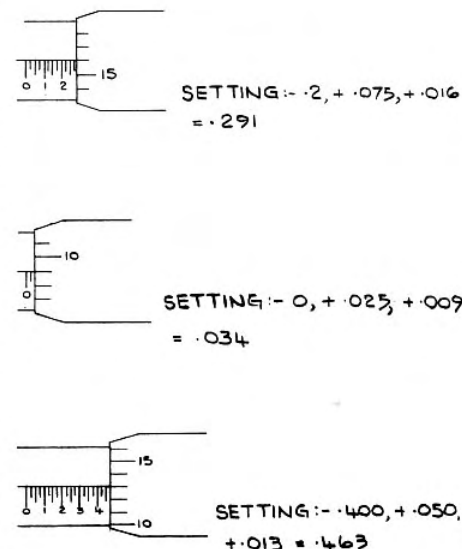 0 1 2
15
SETTING:- ·2, + ·075, + ·016
= ·291
10
0
SETTING:- 0, + ·025, + ·009
= ·034
15
0 1 2 3 4
10
SETTING:- ·400, + ·050,
+ ·013 = ·463